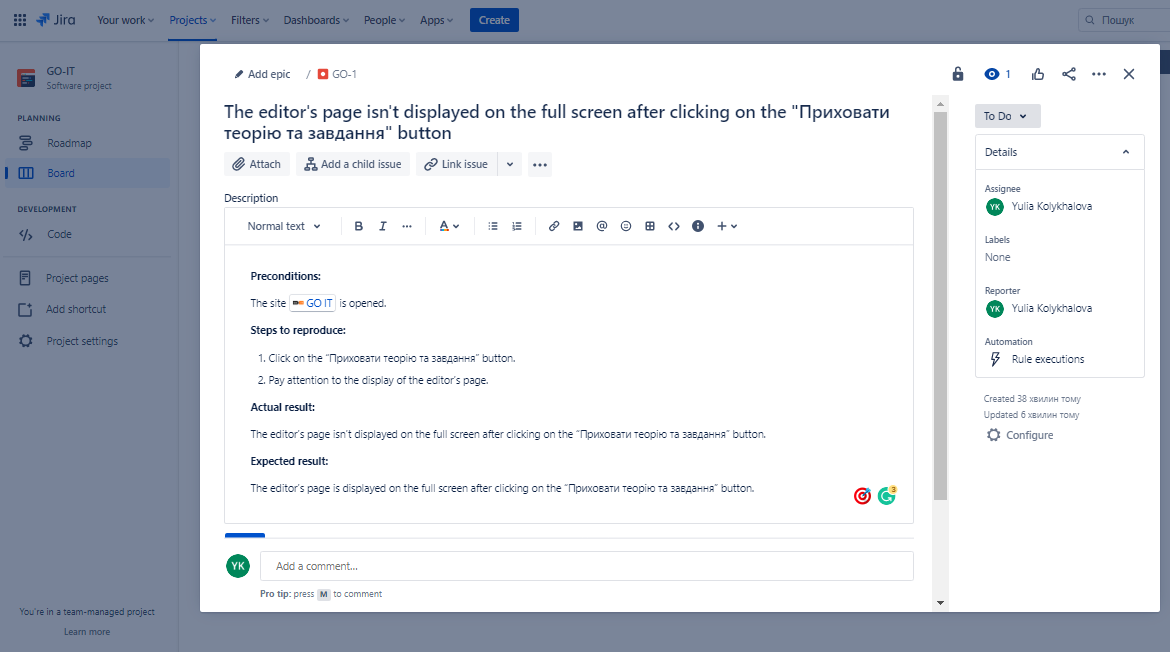 Jira Your work Projects Filters Dashboards People Apps Create Пошук
GO-IT
Software project
PLANNING
Roadmap
Board
DEVELOPMENT
Code
Project pages
Add shortcut
Project settings
You're in a team-managed project
Learn more
Add epic / GO-1
1
The editor's page isn't displayed on the full screen after clicking on the "Приховати
теорію та завдання" button
Attach Add a child issue Link issue
Description
Normal text B I A
Preconditions:
The site GO IT is opened.
Steps to reproduce:
1. Click on the “Приховати теорію та завдання” button.
2. Pay attention to the display of the editor's page.
Actual result:
The editor's page isn't displayed on the full screen after clicking on the “Приховати теорію та завдання” button.
Expected result:
The editor's page is displayed on the full screen after clicking on the “Приховати теорію та завдання” button.
3
YK Add a comment...
Pro tip: press M to comment
To Do
Details
Assignee
YK Yulia Kolykhalova
Labels
None
Reporter
YK Yulia Kolykhalova
Automation
Rule executions
Created 38 хвилин тому
Updated 6 хвилин тому
Configure